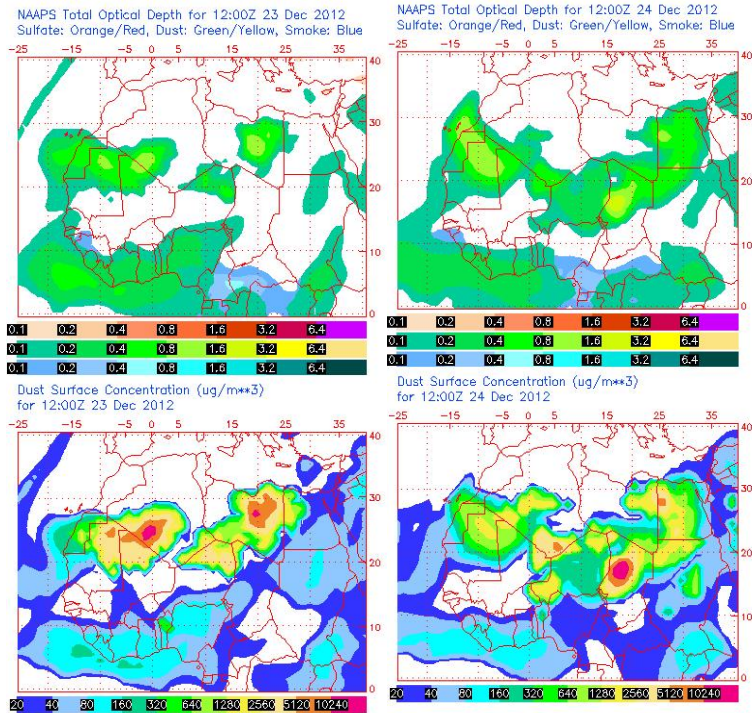 NAAPS Total Optical Depth for 12:00Z 23 Dec 2012
Sulfate: Orange/Red, Dust: Green/Yellow, Smoke: Blue
-25 -15 -5 0 5 15 25 35
40
30
20
10
0
0.1 0.2 0.4 0.8 1.6 3.2 6.4
0.1 0.2 0.4 0.8 1.6 3.2 6.4
0.1 0.2 0.4 0.8 1.6 3.2 6.4
NAAPS Total Optical Depth for 12:00Z 24 Dec 2012
Sulfate: Orange/Red, Dust: Green/Yellow, Smoke: Blue
-25 -15 -5 0 5 15 25 35
40
30
20
10
0
0.1 0.2 0.4 0.8 1.6 3.2 6.4
0.1 0.2 0.4 0.8 1.6 3.2 6.4
0.1 0.2 0.4 0.8 1.6 3.2 6.4
Dust Surface Concentration (ug/m**3)
for 12:00Z 23 Dec 2012
-25 -15 -5 0 5 15 25 35
40
30
20
10
0
20 40 80 160 320 640 1280 2560 5120 10240
Dust Surface Concentration (ug/m**3)
for 12:00Z 24 Dec 2012
-25 -15 -5 0 5 15 25 35
40
30
20
10
0
20 40 80 160 320 640 1280 2560 5120 10240